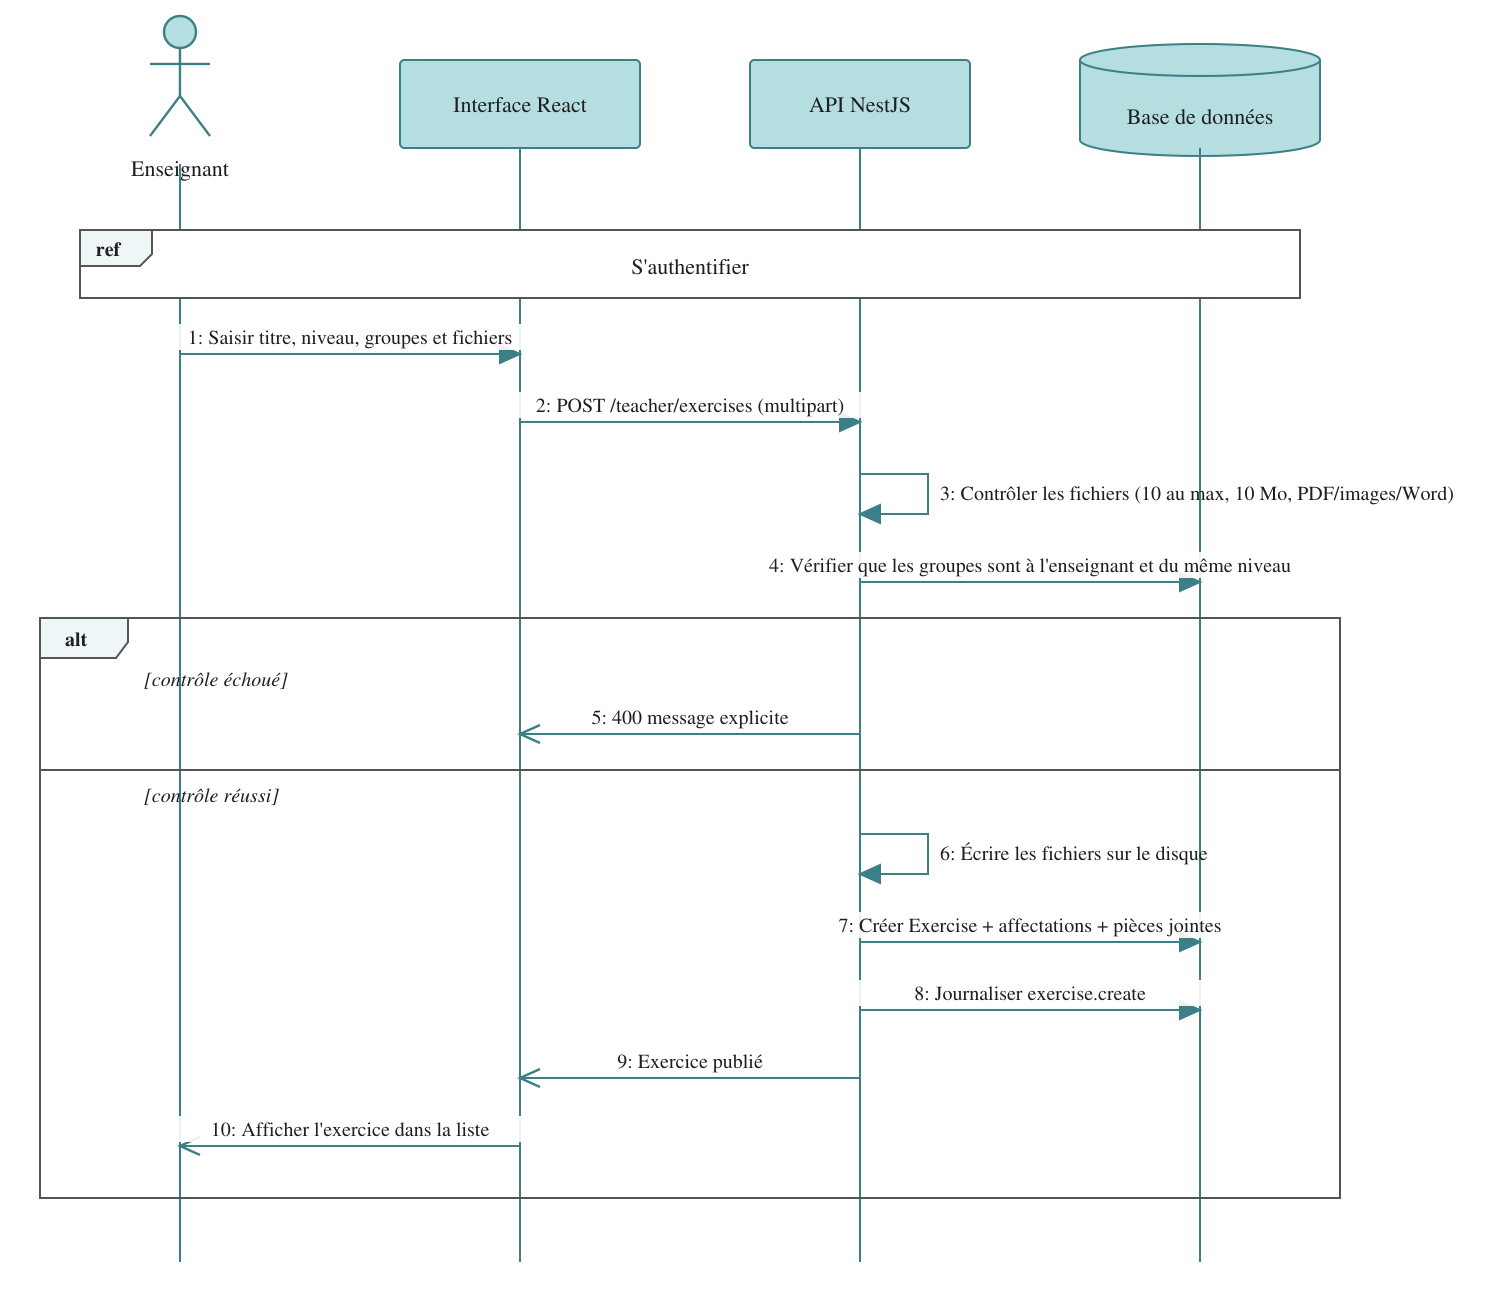 Enseignant
Interface React
API NestJS
Base de données
ref
S'authentifier
1: Saisir titre, niveau, groupes et fichiers
2: POST /teacher/exercises (multipart)
3: Contrôler les fichiers (10 au max, 10 Mo, PDF/images/Word)
4: Vérifier que les groupes sont à l'enseignant et du même niveau
alt
[contrôle échoué]
5: 400 message explicite
[contrôle réussi]
6: Écrire les fichiers sur le disque
7: Créer Exercise + affectations + pièces jointes
8: Journaliser exercise.create
9: Exercice publié
10: Afficher l'exercice dans la liste